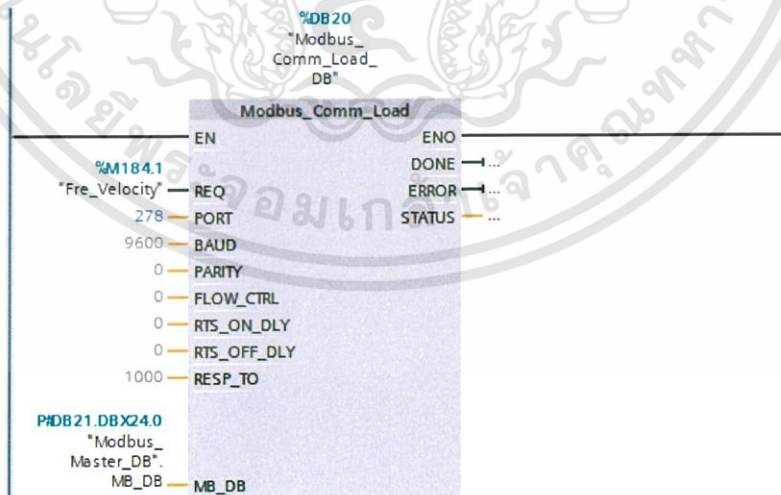 %DB20
"Modbus_
Comm_Load_
DB"
Modbus_Comm_Load
EN ENO
DONE ...
%M184.1
"Fre_Velocity" REQ ERROR ...
278 PORT STATUS ...
9600 BAUD
0 PARITY
0 FLOW_CTRL
0 RTS_ON_DLY
0 RTS_OFF_DLY
1000 RESP_TO
P#DB21.DBX24.0
"Modbus_
Master_DB".
MB_DB MB_DB